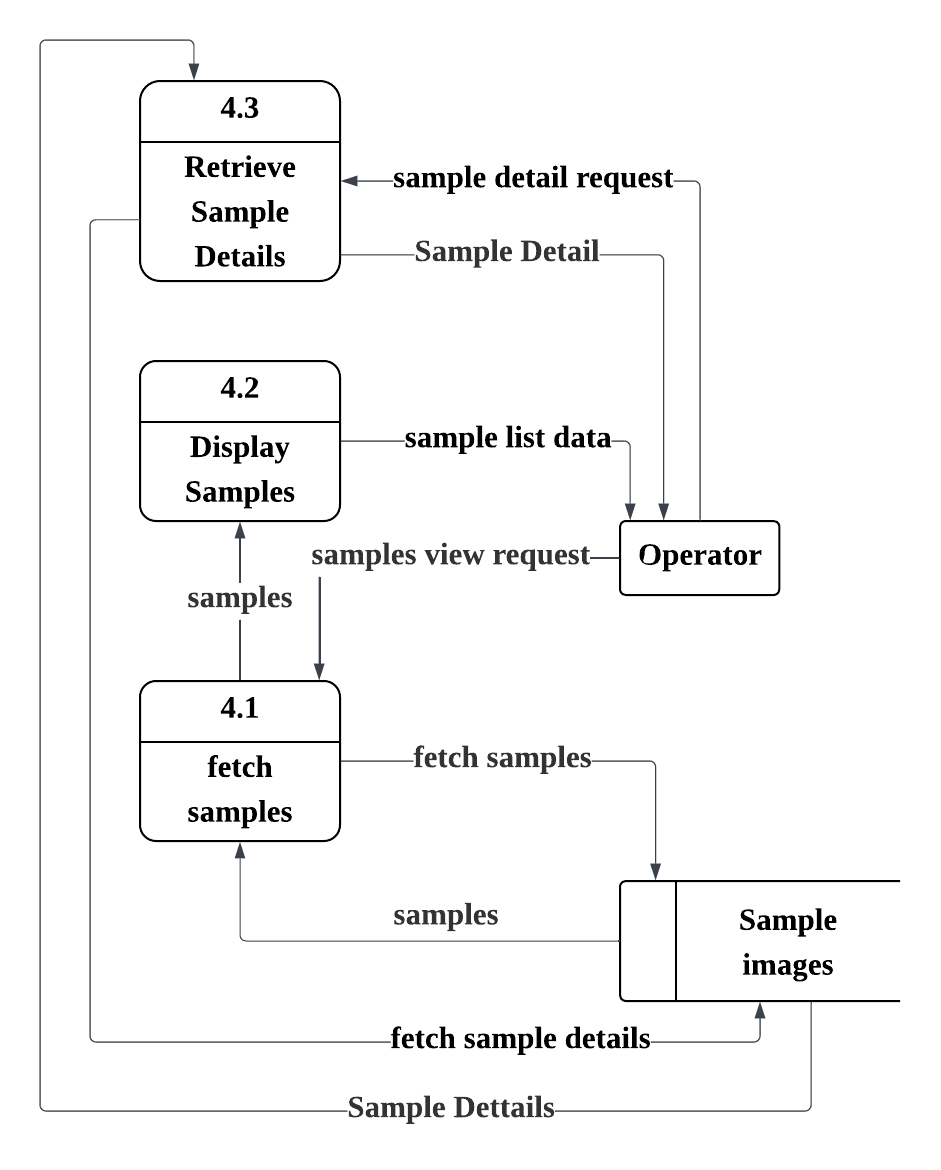 4.3
Retrieve
Sample
Details
sample detail request
Sample Detail
4.2
Display
Samples
sample list data
samples view request
Operator
samples
4.1
fetch
samples
fetch samples
samples
Sample
images
fetch sample details
Sample Dettails